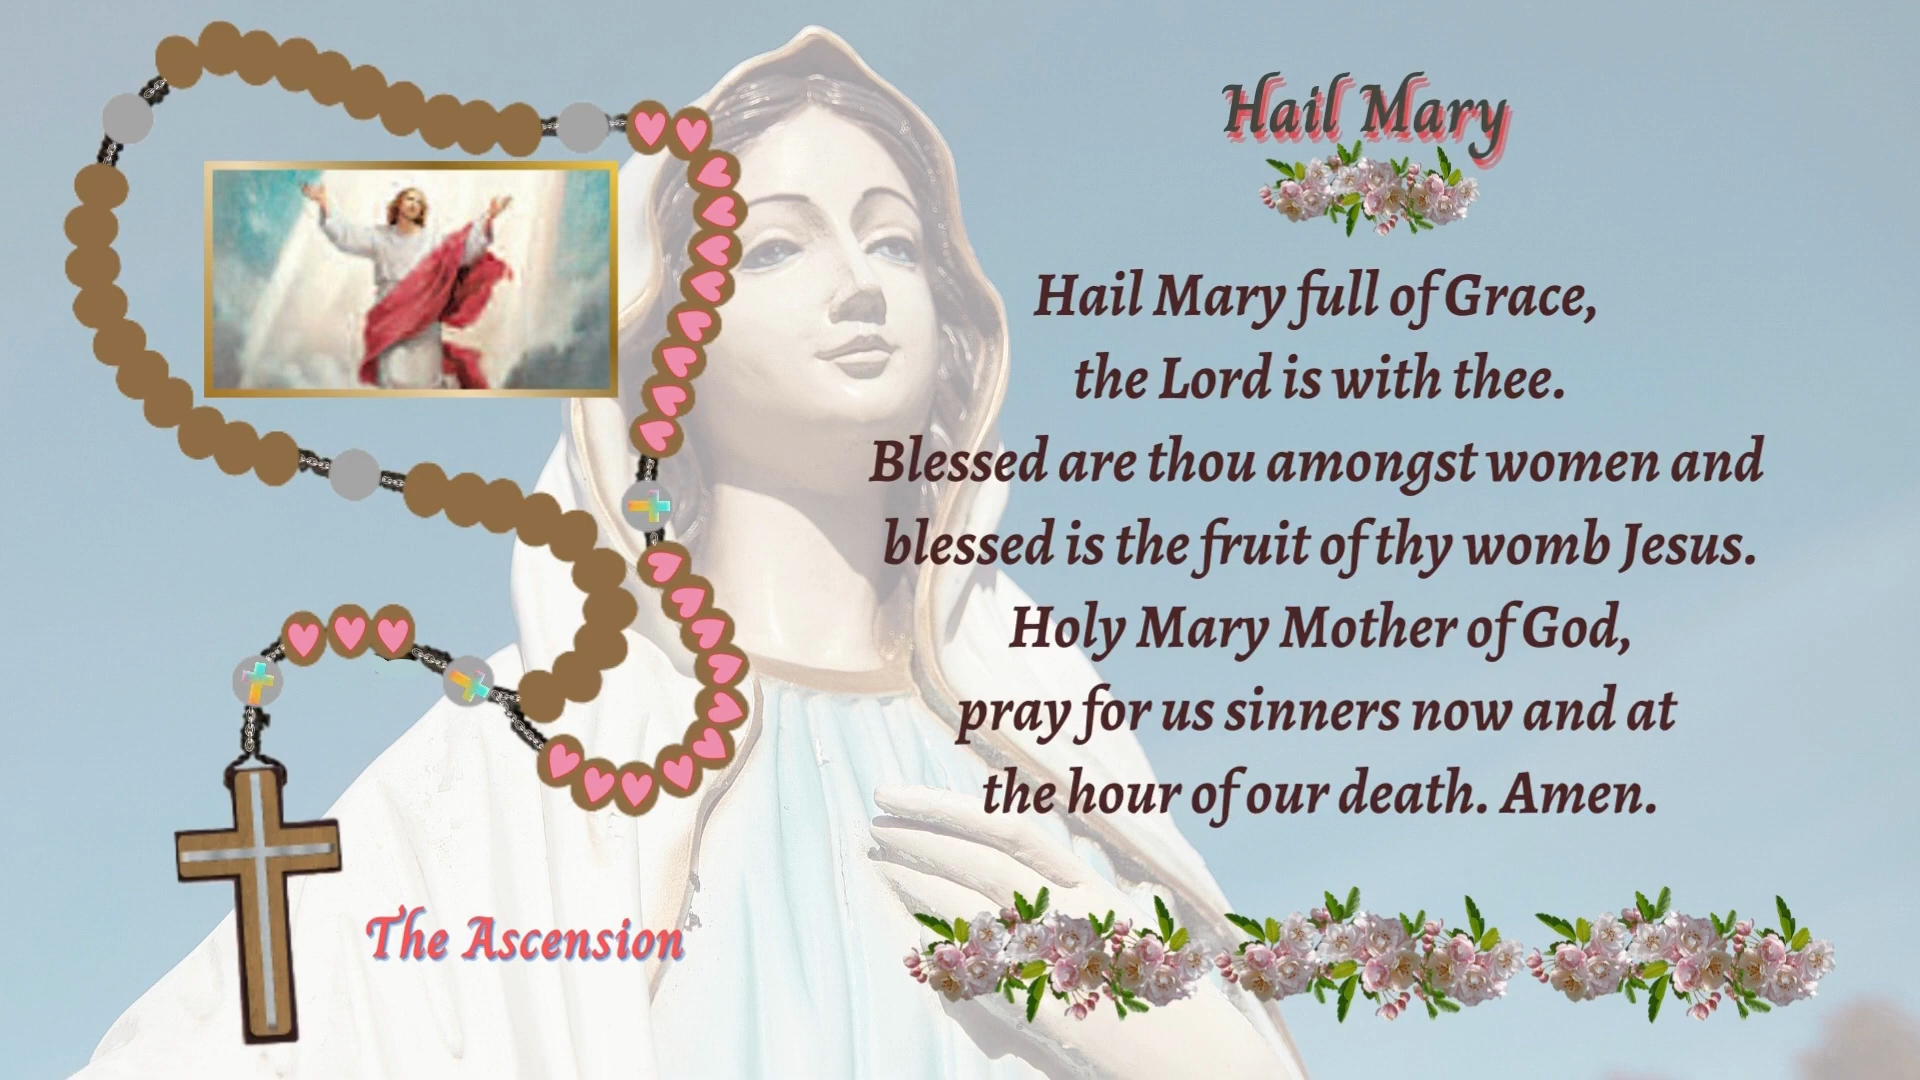 Hail Mary
Hail Mary full of Grace,
the Lord is with thee.
Blessed are thou amongst women and
blessed is the fruit of thy womb Jesus.
Holy Mary Mother of God,
pray for us sinners now and at
the hour of our death. Amen.
The Ascension